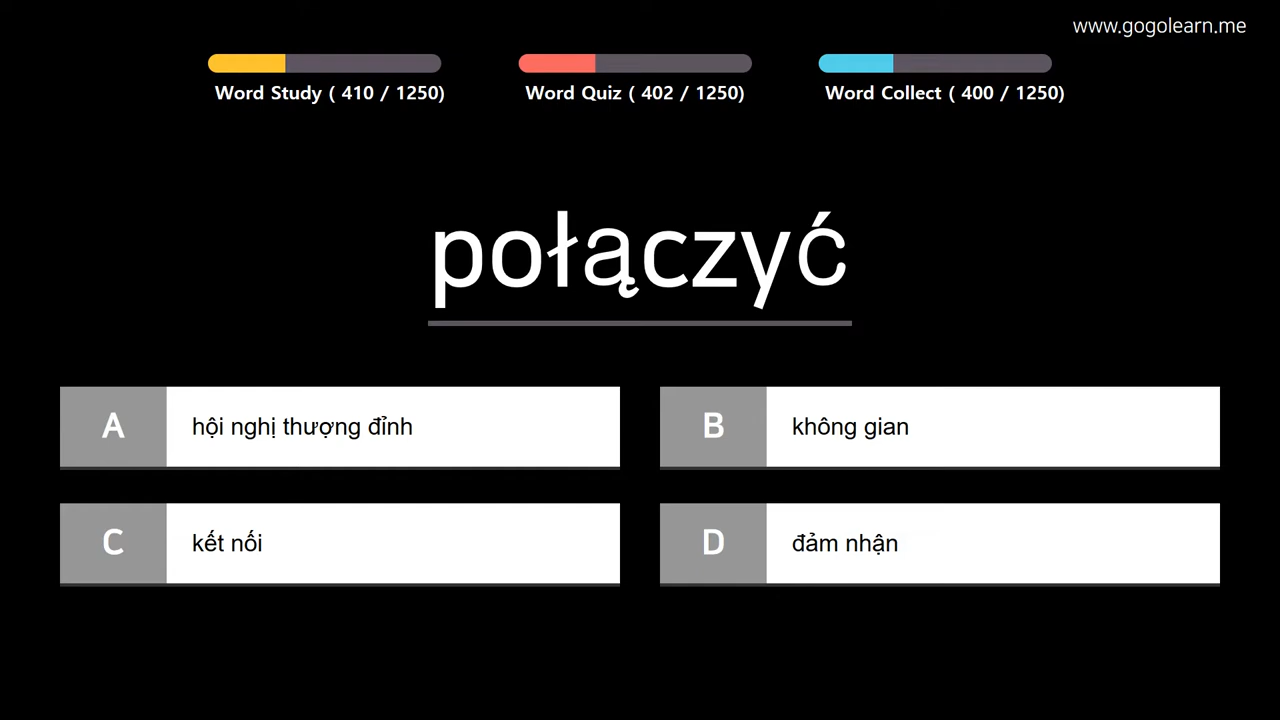 www.gogolearn.me
Word Study ( 410 / 1250)
Word Quiz ( 402 / 1250)
Word Collect ( 400 / 1250)
połączyć
A hội nghị thượng đỉnh
B không gian
C kết nối
D đảm nhận